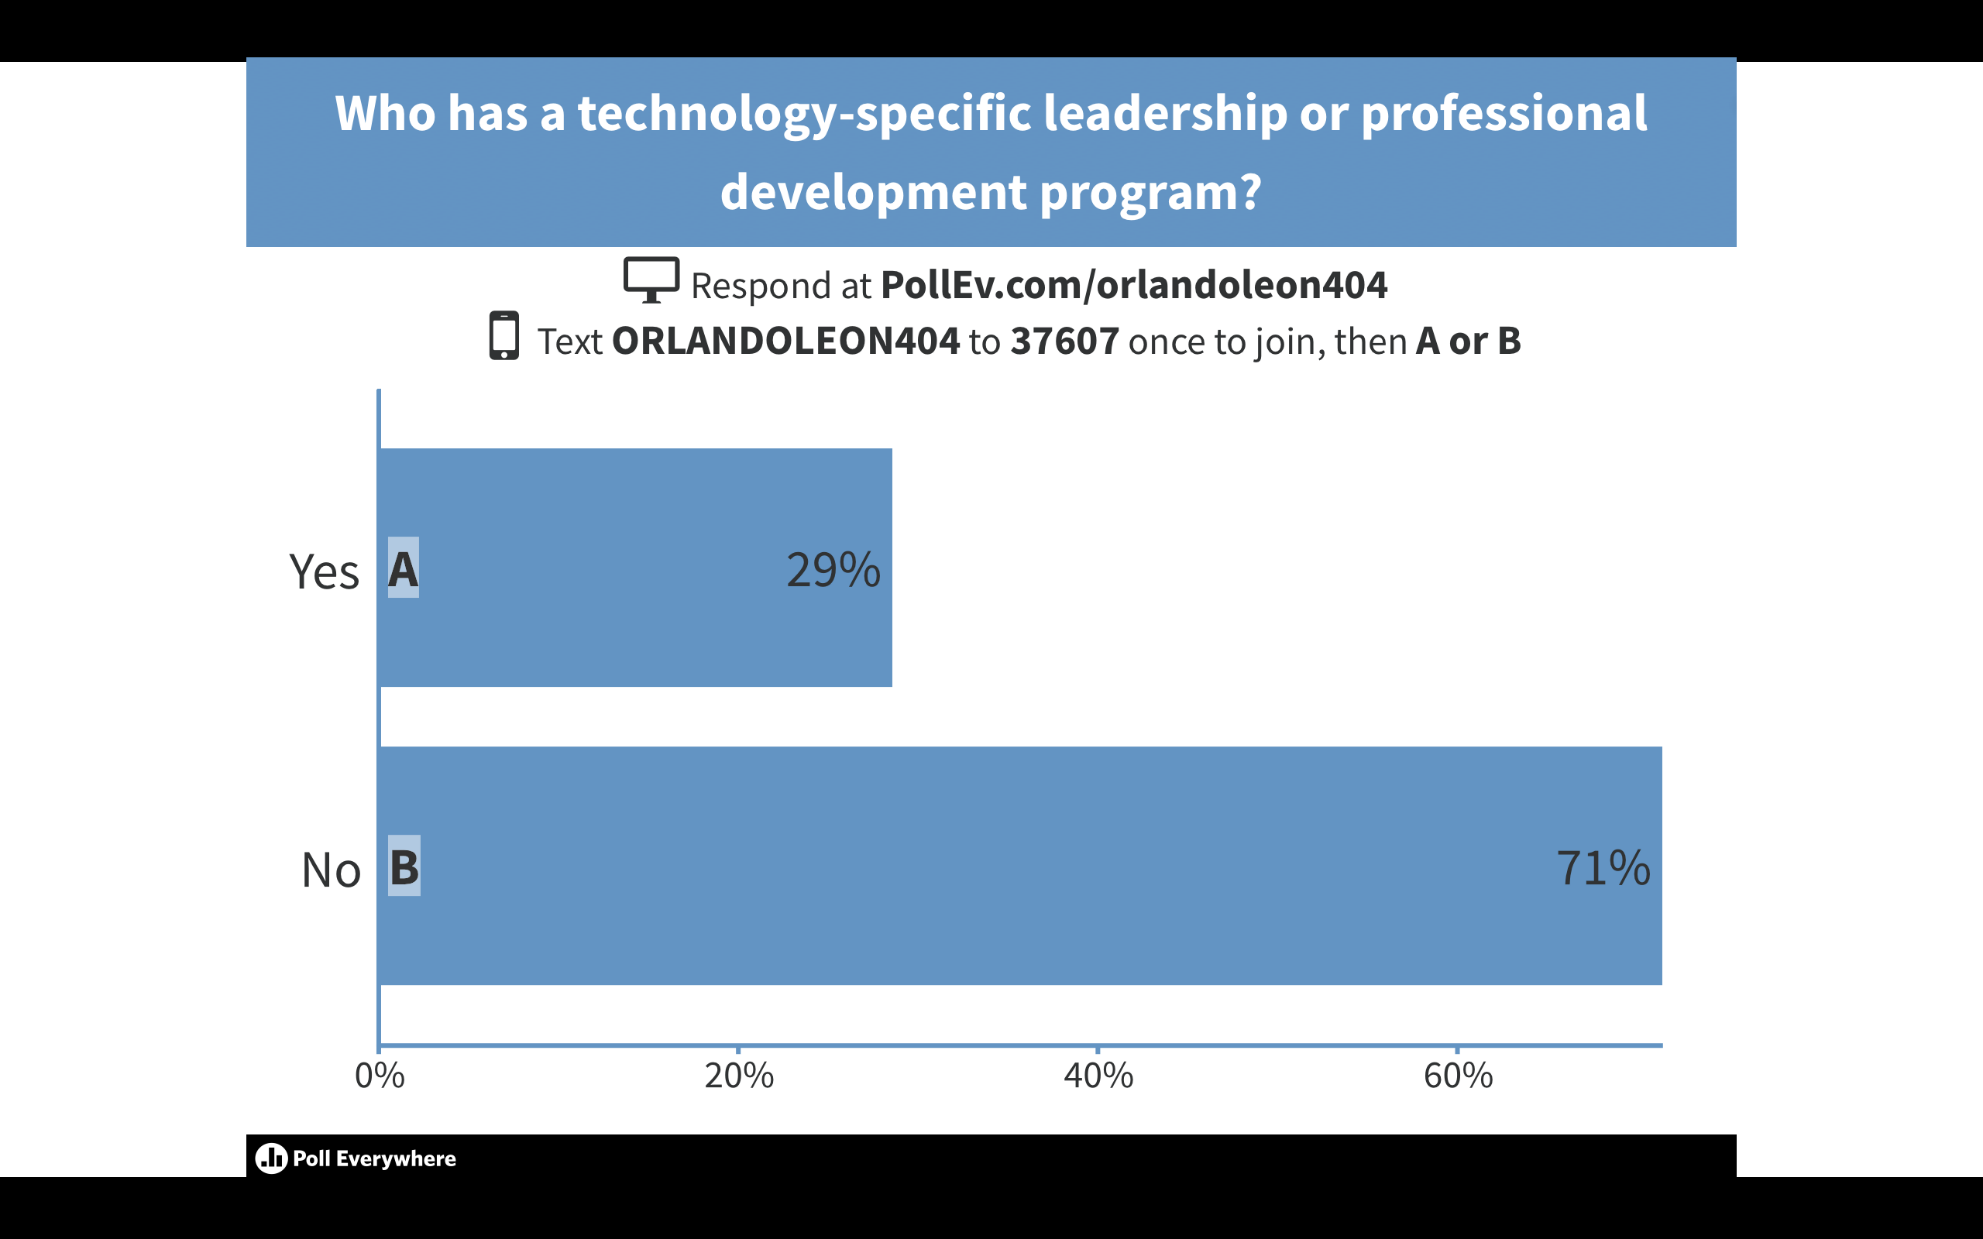 Who has a technology-specific leadership or professional
development program?
Respond at PollEv.com/orlandoleon404
Text ORLANDOLEON404 to 37607 once to join, then A or B
Yes A 29%
No B 71%
0% 20% 40% 60%
Poll Everywhere